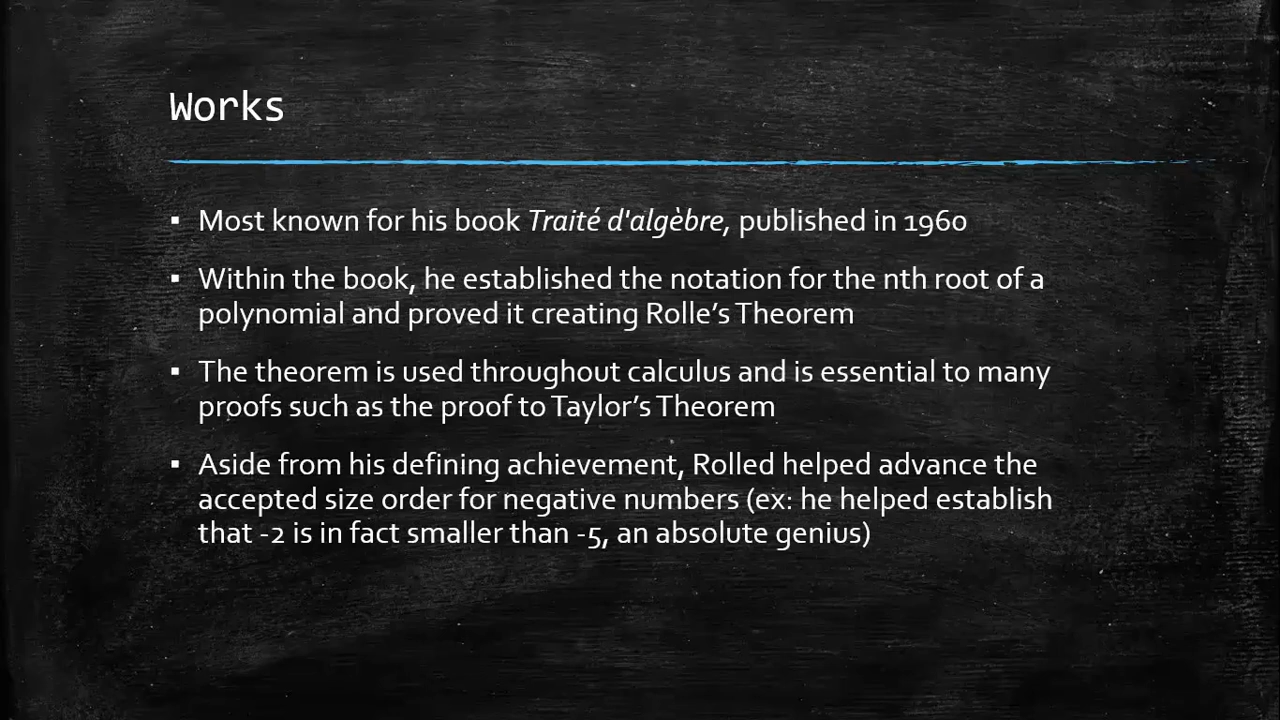 Works
▪ Most known for his book Traité d'algèbre, published in 1960
▪ Within the book, he established the notation for the nth root of a
polynomial and proved it creating Rolle’s Theorem
▪ The theorem is used throughout calculus and is essential to many
proofs such as the proof to Taylor’s Theorem
▪ Aside from his defining achievement, Rolled helped advance the
accepted size order for negative numbers (ex: he helped establish
that -2 is in fact smaller than -5, an absolute genius)